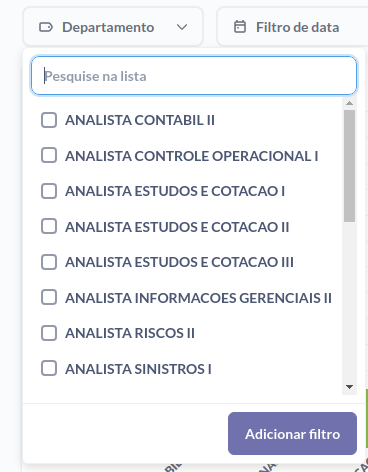 Departamento
Filtro de data
Pesquise na lista
ANALISTA CONTABIL II
ANALISTA CONTROLE OPERACIONAL I
ANALISTA ESTUDOS E COTACAO I
ANALISTA ESTUDOS E COTACAO II
ANALISTA ESTUDOS E COTACAO III
ANALISTA INFORMACOES GERENCIAIS II
ANALISTA RISCOS II
ANALISTA SINISTROS I
Adicionar filtro